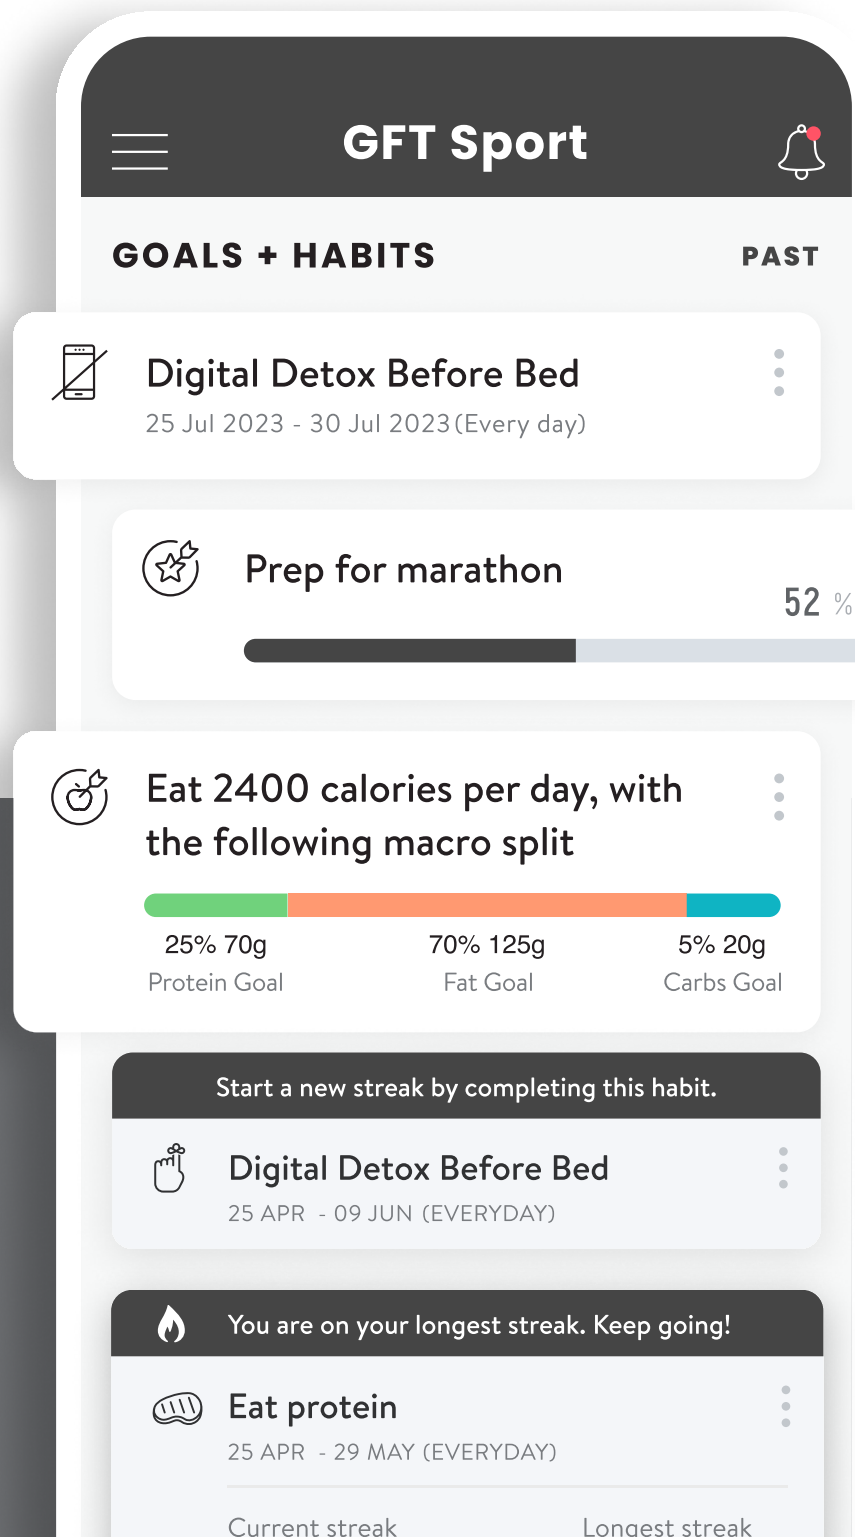 GFT Sport
GOALS + HABITS
PAST
Digital Detox Before Bed
25 Jul 2023 - 30 Jul 2023 (Every day)
Prep for marathon
52 %
Eat 2400 calories per day, with
the following macro split
25% 70g
70% 125g
5% 20g
Protein Goal
Fat Goal
Carbs Goal
Start a new streak by completing this habit.
Digital Detox Before Bed
25 APR - 09 JUN (EVERYDAY)
You are on your longest streak. Keep going!
Eat protein
25 APR - 29 MAY (EVERYDAY)
Current streak
Longest streak